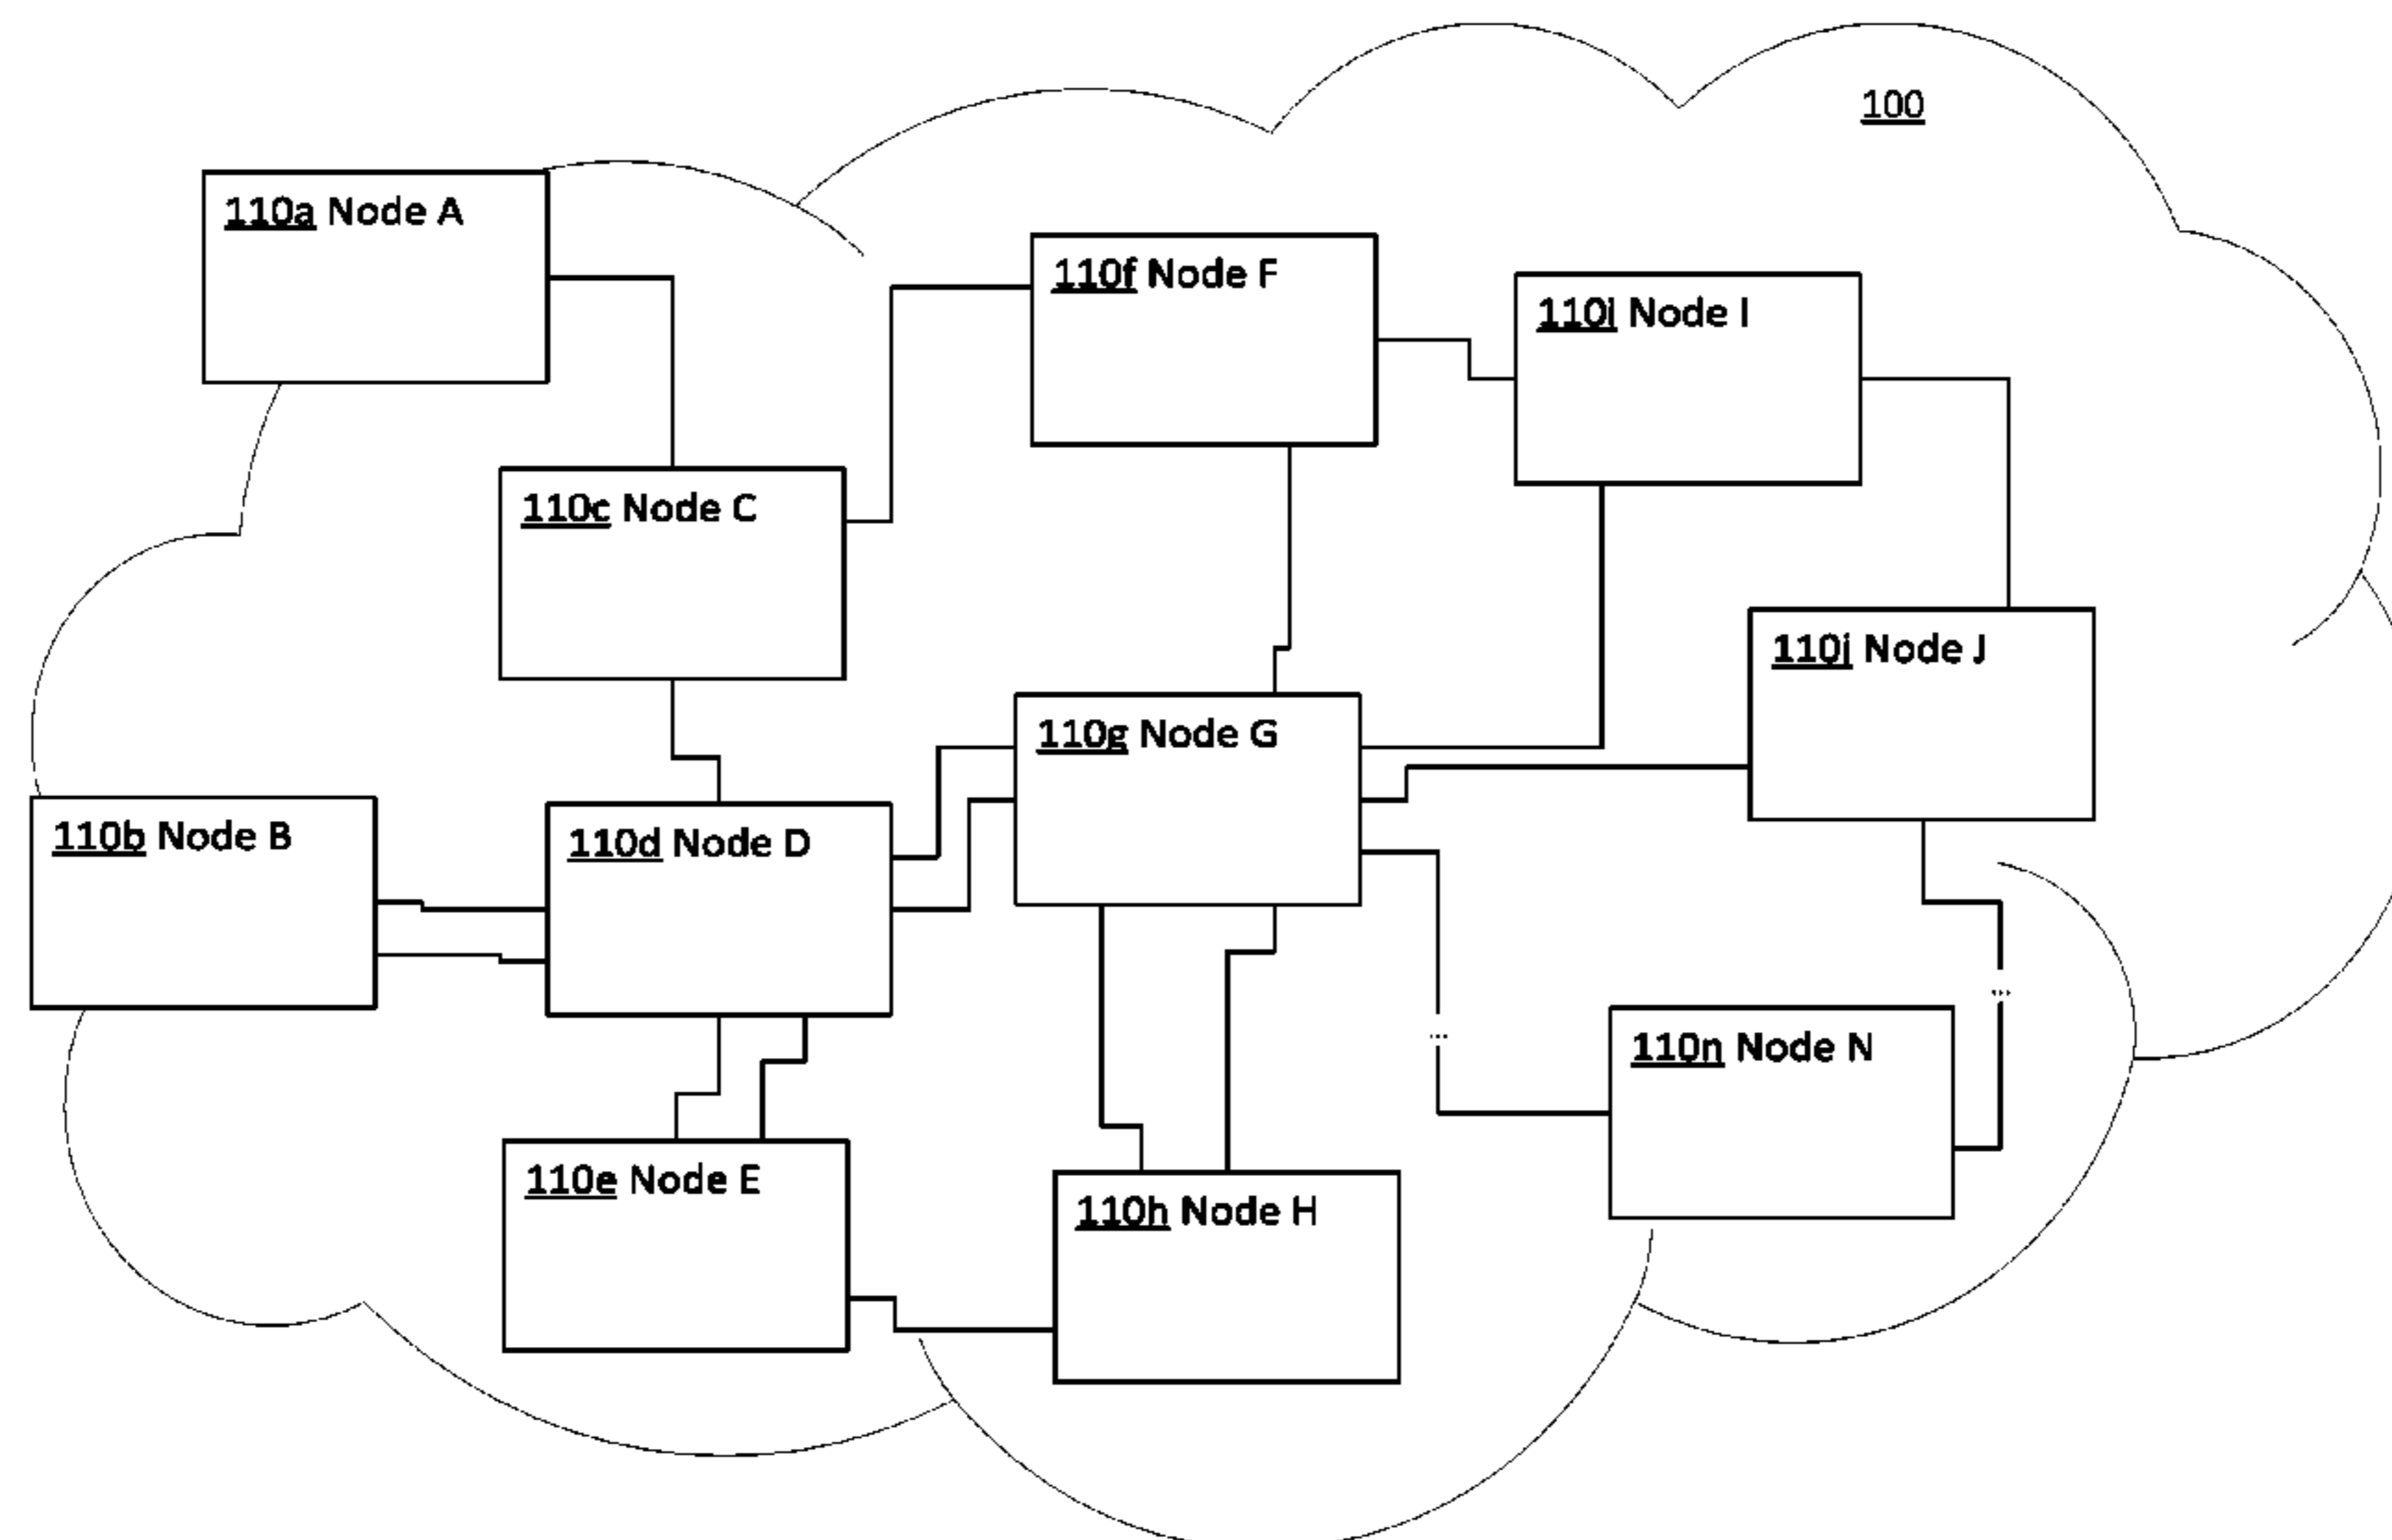 100
110a Node A
110f Node F
110i Node I
110c Node C
110j Node J
110g Node G
110b Node B
110d Node D
...
...
110n Node N
110e Node E
110h Node H